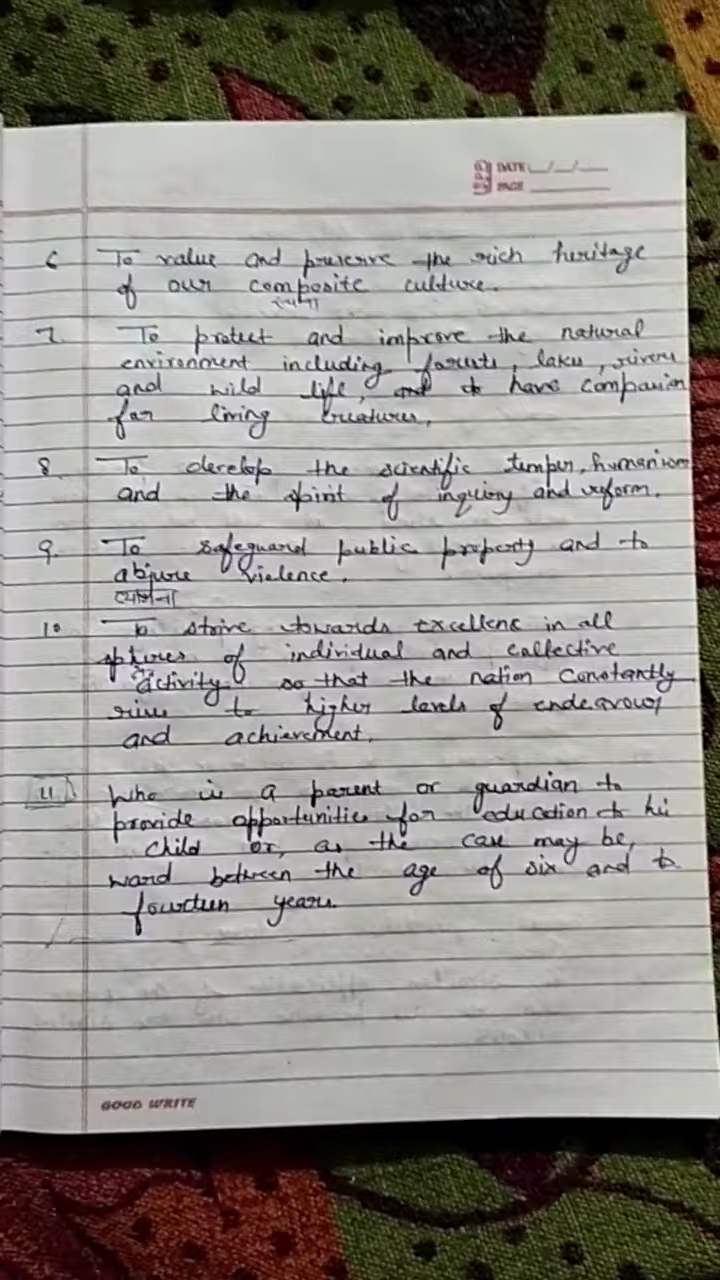 DATE __/__/__
PAGE ______
6 To value and preserve the rich heritage
of our composite culture.
7. To protect and improve the natural
environment including forests, lakes, rivers
and wild life, and to have compassion
for living creatures,
8. To develop the scientific temper, humanism
and the spirit of inquiry and reform.
9. To safeguard public property and to
abjure violence.
10 To strive towards excellence in all
spheres of individual and collective
activity so that the nation constantly
rises to higher levels of endeavour
and achievement.
11 Who is a parent or guardian to
provide opportunities for education to his
child or, as the case may be,
ward between the age of six and to
fourteen years.
GOOD WRITE